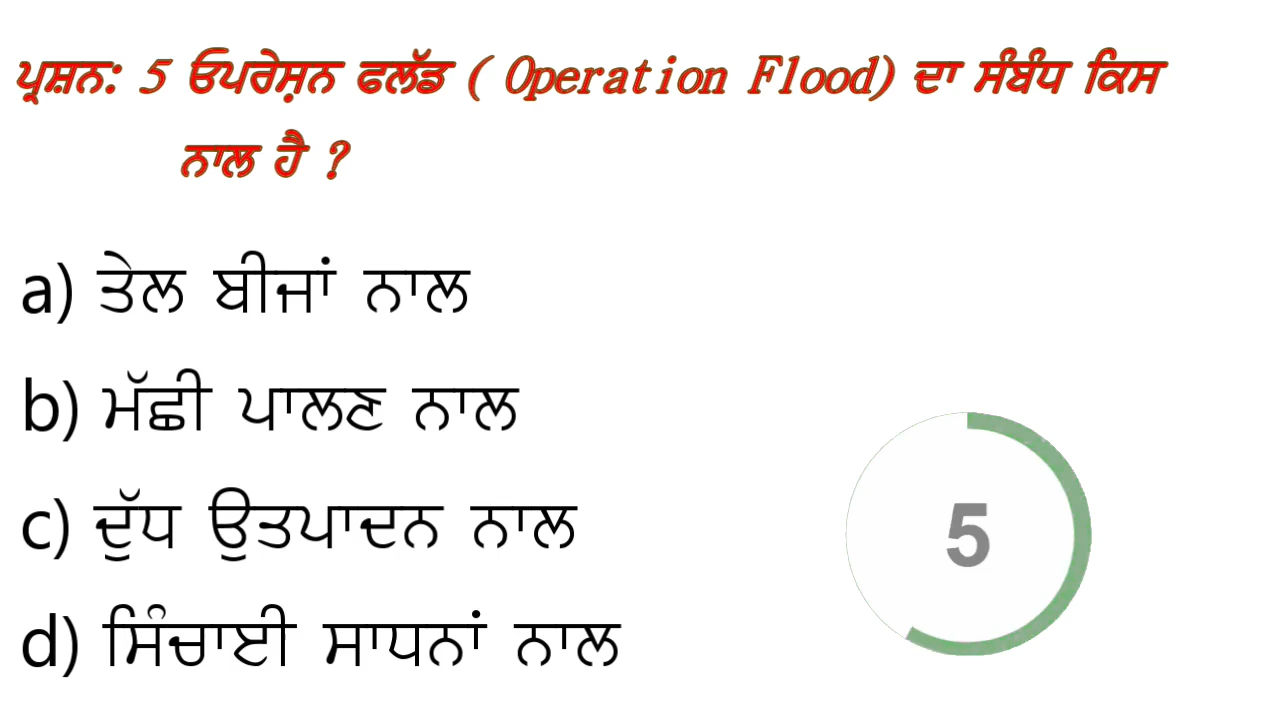 ਪ੍ਰਸ਼ਨ: 5 ਓਪਰੇਸ਼ਨ ਫਲੱਡ ( Operation Flood) ਦਾ ਸੰਬੰਧ ਕਿਸ
ਨਾਲ ਹੈ ?
a) ਤੇਲ ਬੀਜਾਂ ਨਾਲ
b) ਮੱਛੀ ਪਾਲਣ ਨਾਲ
c) ਦੁੱਧ ਉਤਪਾਦਨ ਨਾਲ
d) ਸਿੰਚਾਈ ਸਾਧਨਾਂ ਨਾਲ
5